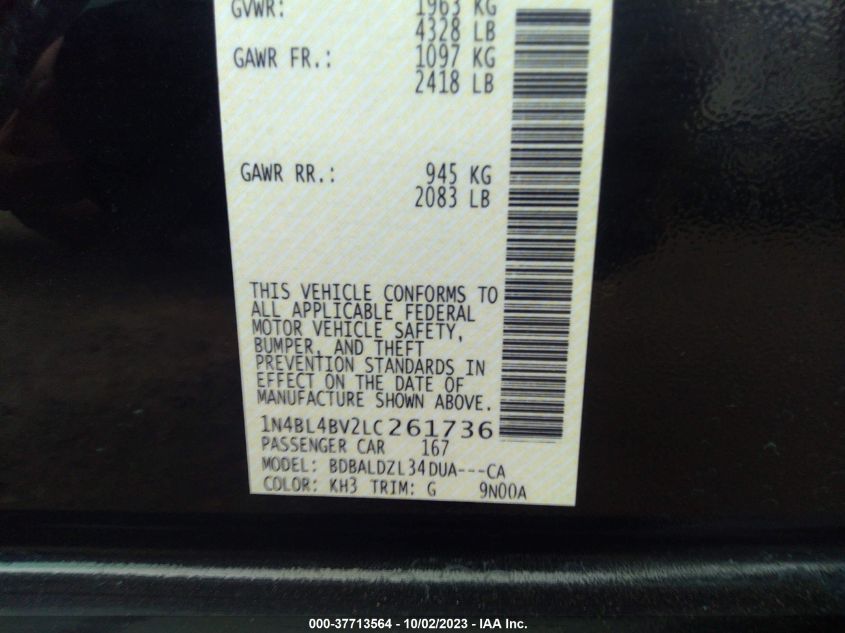 GVWR: 1963 KG
4328 LB
GAWR FR.: 1097 KG
2418 LB
GAWR RR.: 945 KG
2083 LB
THIS VEHICLE CONFORMS TO
ALL APPLICABLE FEDERAL
MOTOR VEHICLE SAFETY,
BUMPER, AND THEFT
PREVENTION STANDARDS IN
EFFECT ON THE DATE OF
MANUFACTURE SHOWN ABOVE.
1N4BL4BV2LC261736
PASSENGER CAR 167
MODEL: BDBALDZL34DUA---CA
COLOR: KH3 TRIM: G 9N00A
000-37713564 - 10/02/2023 - IAA Inc.